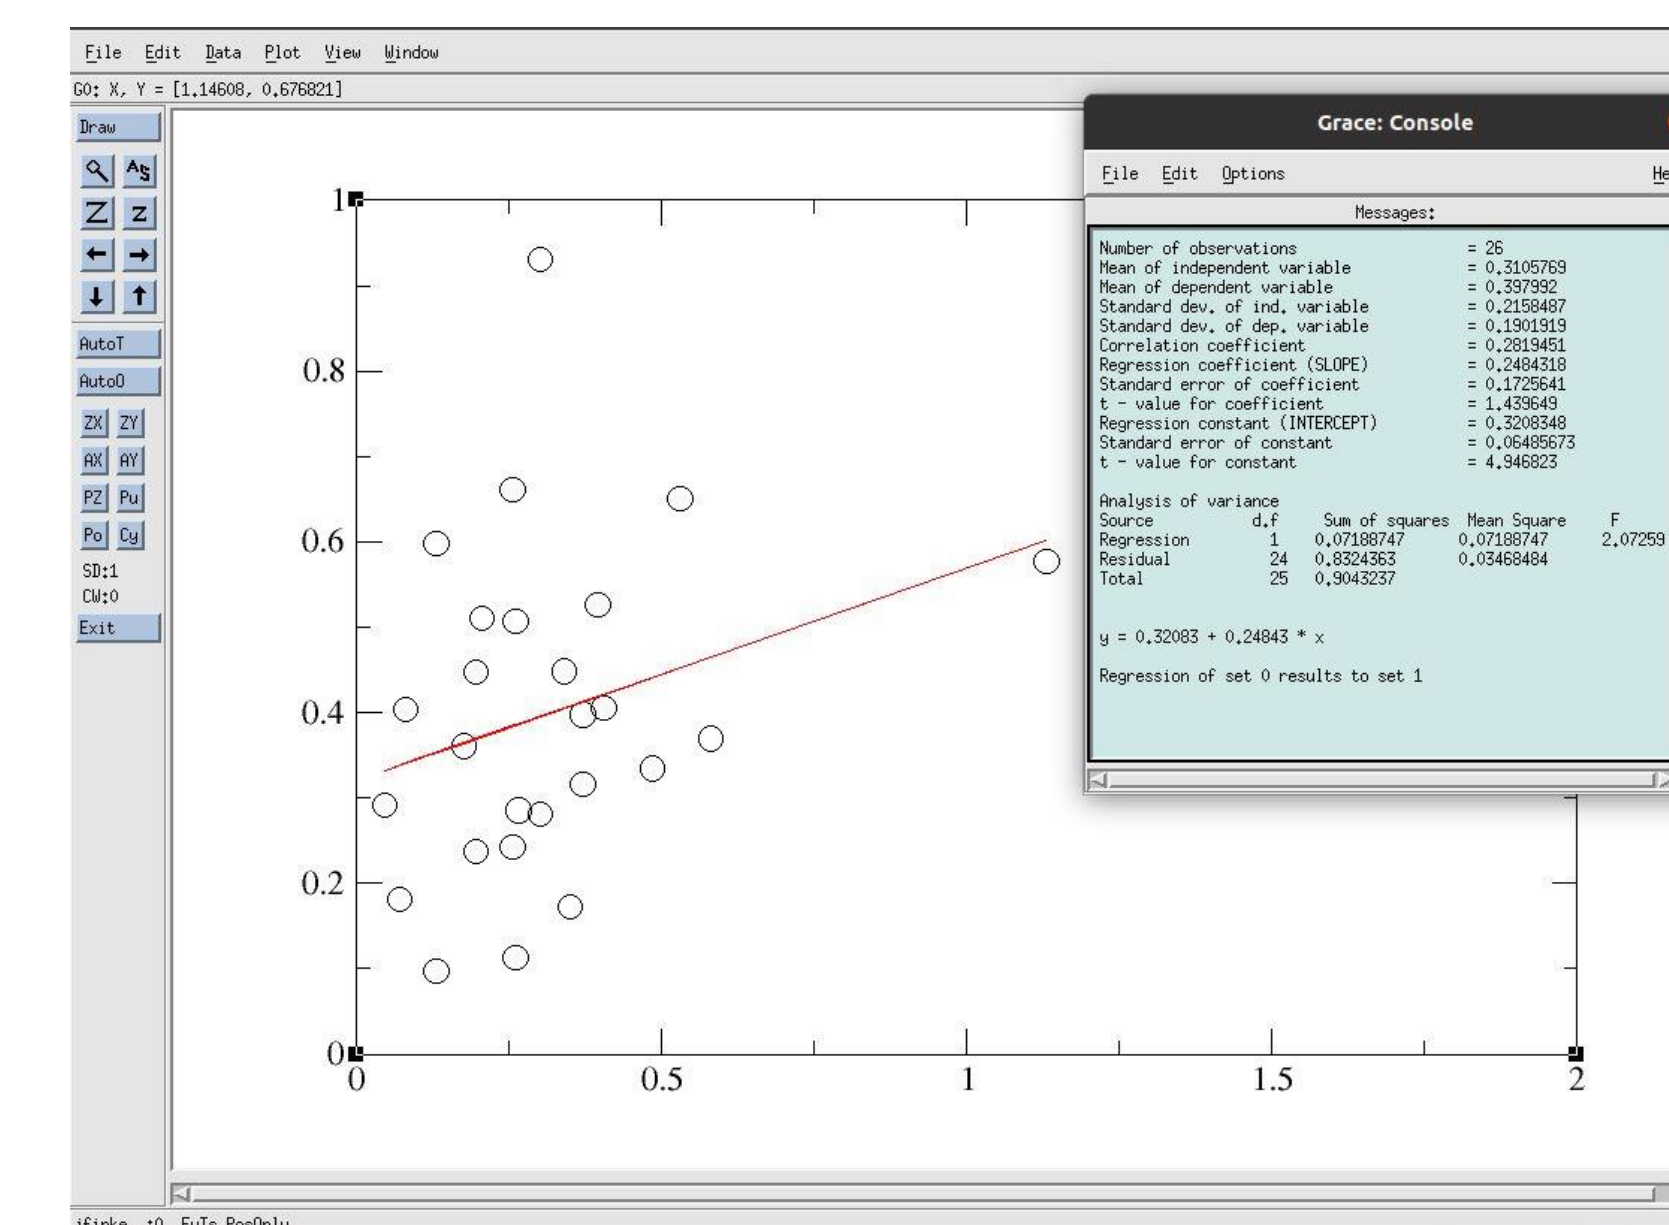 File Edit Data Plot View Window
G0: X, Y = [1.14608, 0.676821]
Draw
A S
Z z
AutoT
AutoO
ZX ZY
AX AY
PZ Pu
Po Cy
SD:1
CW:0
Exit
1
0.8
0.6
0.4
0.2
0
0 0.5 1 1.5 2
Grace: Console
File Edit Options He
Messages:
Number of observations = 26
Mean of independent variable = 0.3105769
Mean of dependent variable = 0.397992
Standard dev. of ind. variable = 0.2158487
Standard dev. of dep. variable = 0.1901919
Correlation coefficient = 0.2819451
Regression coefficient (SLOPE) = 0.2484318
Standard error of coefficient = 0.1725641
t - value for coefficient = 1.439649
Regression constant (INTERCEPT) = 0.3208348
Standard error of constant = 0.06485673
t - value for constant = 4.946823
Analysis of variance
Source d.f Sum of squares Mean Square F
Regression 1 0.07188747 0.07188747 2.07259
Residual 24 0.8324363 0.03468484
Total 25 0.9043237
y = 0.32083 + 0.24843 * x
Regression of set 0 results to set 1